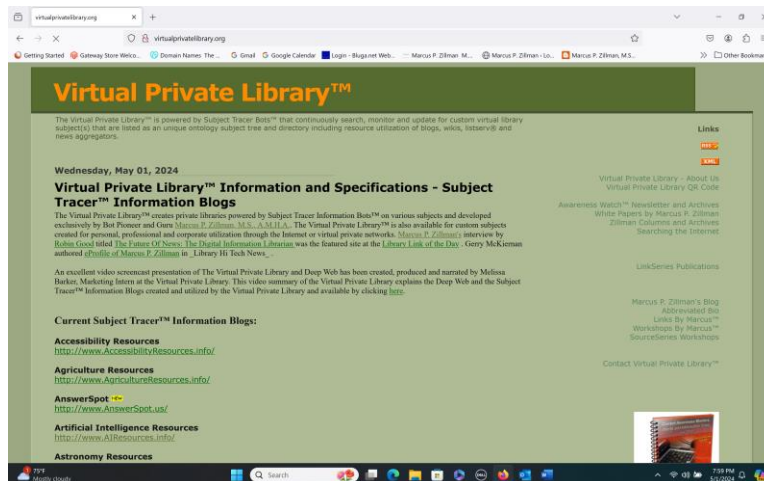 virtualprivatelibrary.org
virtualprivatelibrary.org
Getting Started Gateway Store Welco... Domain Names: The ... Gmail Google Calendar Login - Bluga.net Web... Marcus P. Zillman M... Marcus P. Zillman - Lo... Marcus P. Zillman, M.S... Other Bookmar
Virtual Private Library™
The Virtual Private Library™ is powered by Subject Tracer Bots™ that continuously search, monitor and update for custom virtual library
subject(s) that are listed as an unique ontology subject tree and directory including resource utilization of blogs, wikis, listserv® and
news aggregators.
Wednesday, May 01, 2024
Virtual Private Library™ Information and Specifications - Subject
Tracer™ Information Blogs
The Virtual Private Library™ creates private libraries powered by Subject Tracer Information Bots™ on various subjects and developed
exclusively by Bot Pioneer and Guru Marcus P. Zillman, M.S., A.M.H.A.. The Virtual Private Library™ is also available for custom subjects
created for personal, professional and corporate utilization through the Internet or virtual private networks. Marcus P. Zillman's interview by
Robin Good titled The Future Of News: The Digital Information Librarian was the featured site at the Library Link of the Day . Gerry McKiernan
authored eProfile of Marcus P. Zillman in _Library Hi Tech News_ .
An excellent video screencast presentation of The Virtual Private Library and Deep Web has been created, produced and narrated by Melissa
Barker, Marketing Intern at the Virtual Private Library. This video summary of the Virtual Private Library explains the Deep Web and the Subject
Tracer™ Information Blogs created and utilized by the Virtual Private Library and available by clicking here.
Current Subject Tracer™ Information Blogs:
Accessibility Resources
http://www.AccessibilityResources.info/
Agriculture Resources
http://www.AgricultureResources.info/
AnswerSpot NEW
http://www.AnswerSpot.us/
Artificial Intelligence Resources
http://www.AIResources.info/
Astronomy Resources
Links
RSS
XML
Virtual Private Library - About Us
Virtual Private Library QR Code
Awareness Watch™ Newsletter and Archives
White Papers by Marcus P. Zillman
Zillman Columns and Archives
Searching the Internet
LinkSeries Publications
Marcus P. Zillman's Blog
Abbreviated Bio
Links By Marcus™
Workshops By Marcus™
SourceSeries Workshops
Contact Virtual Private Library™
75°F
Mostly cloudy
Search
7:59 PM
5/1/2024